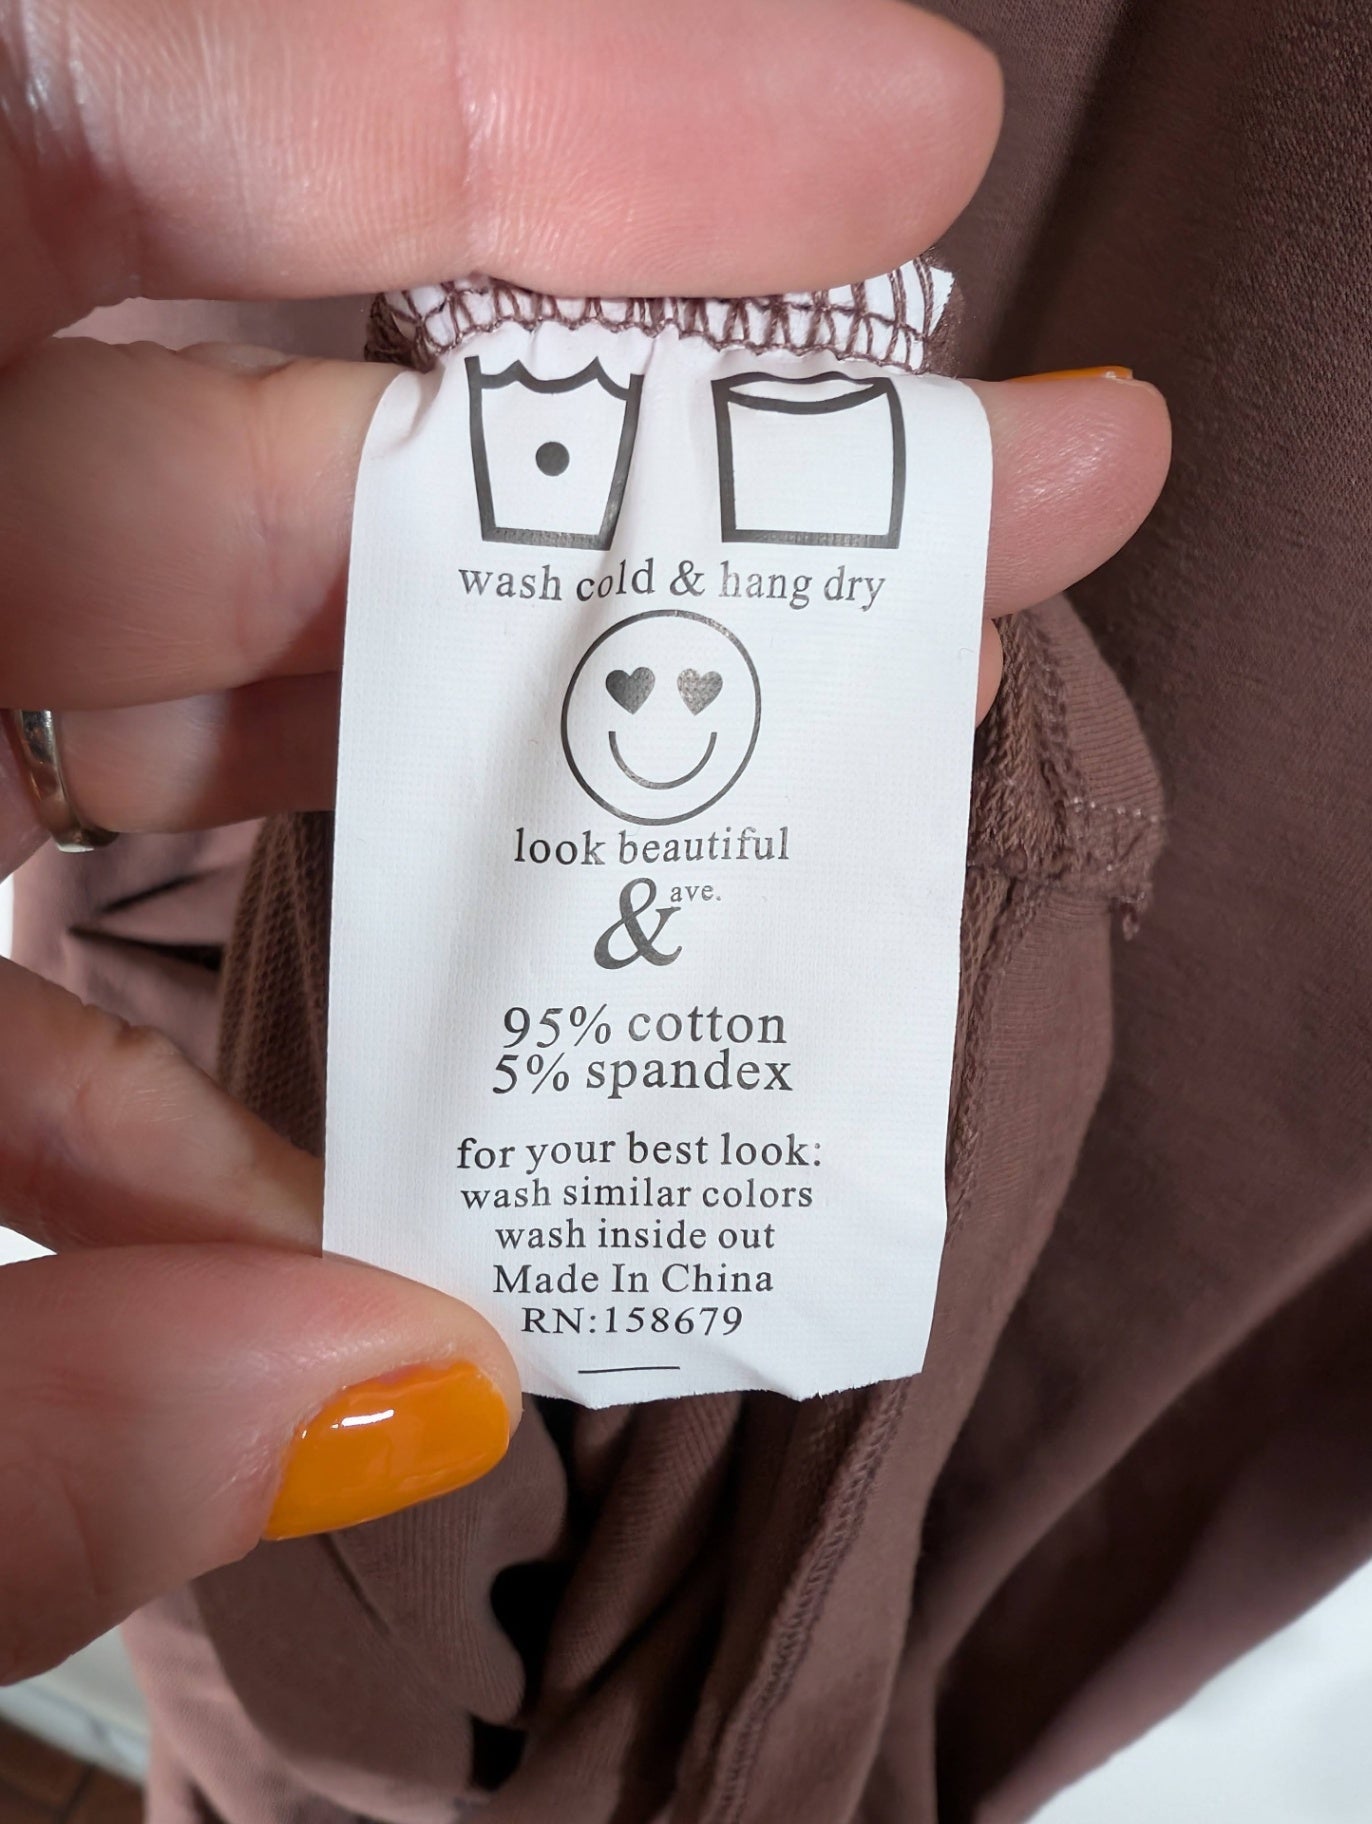 wash cold & hang dry
look beautiful
& ave.
95% cotton
5% spandex
for your best look:
wash similar colors
wash inside out
Made In China
RN:158679